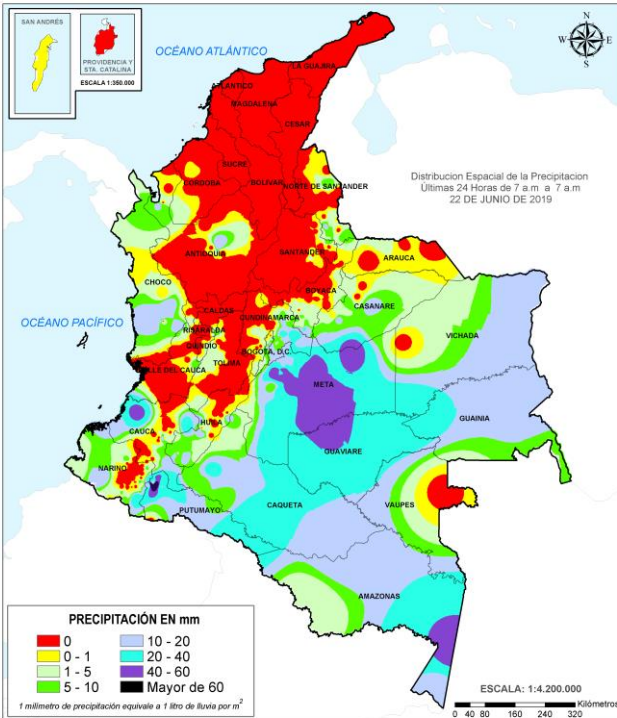 SAN ANDRÉS
PROVIDENCIA Y
STA. CATALINA
ESCALA 1:350.000
OCÉANO ATLÁNTICO
N
W E
S
LA GUAJIRA
ATLANTICO
MAGDALENA
CESAR
Distribucion Espacial de la Precipitacion
Últimas 24 Horas de 7 a.m a 7 a.m
22 DE JUNIO DE 2019
SUCRE
CORDOBA
BOLIVAR
NORTE DE SANTANDER
ANTIOQUIA
SANTANDER
ARAUCA
CHOCO
BOYACA
CASANARE
OCÉANO PACÍFICO
CALDAS
CUNDINAMARCA
RISARALDA
VICHADA
QUINDIO
BOGOTA, D.C.
TOLIMA
VALLE DEL CAUCA
META
GUAINIA
CAUCA
HUILA
GUAVIARE
NARIÑO
PUTUMAYO
CAQUETA
VAUPES
AMAZONAS
PRECIPITACIÓN EN mm
0 10 - 20
0 - 1 20 - 40
1 - 5 40 - 60
5 - 10 Mayor de 60
1 milímetro de precipitación equivale a 1 litro de lluvia por m²
ESCALA: 1:4.200.000
Kilómetros
0 40 80 160 240 320